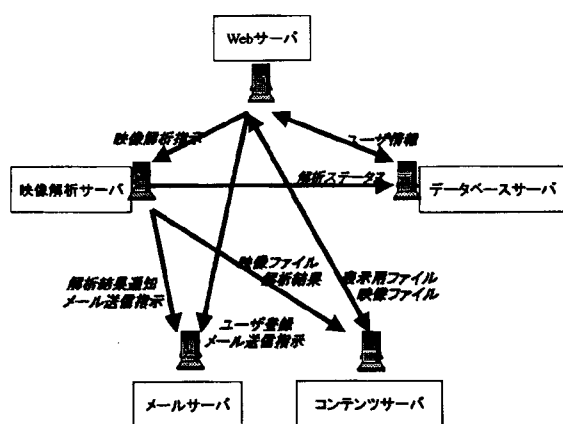 Webサーバ
映像解析指示
ユーザ情報
映像解析サーバ
解析ステータス
データベースサーバ
解析結果通知
メール送信指示
映像ファイル
解析結果
表示用ファイル
映像ファイル
ユーザ登録
メール送信指示
メールサーバ
コンテンツサーバ